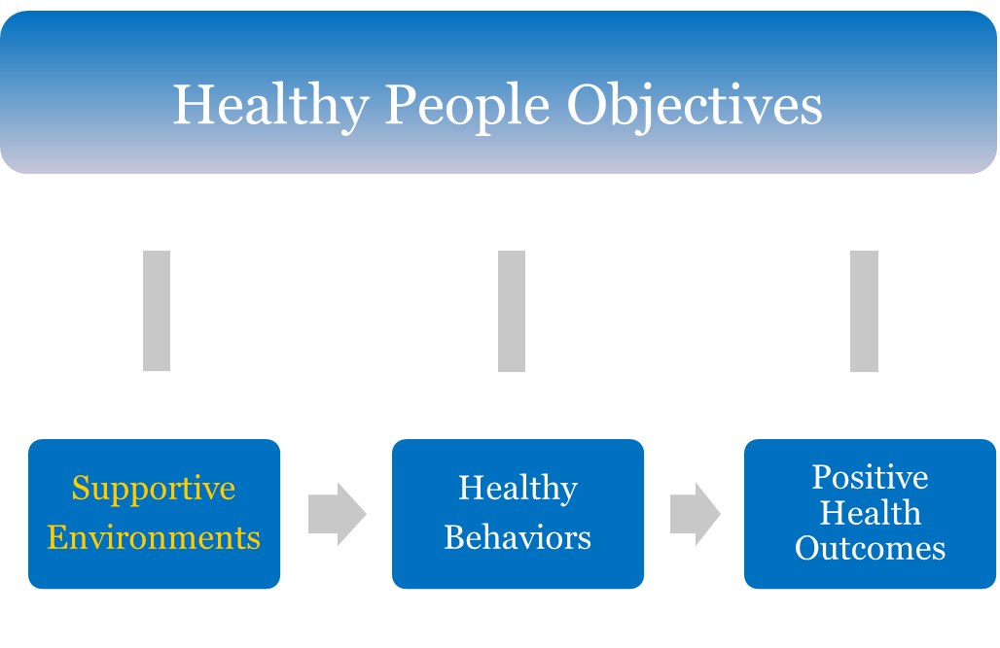 Healthy People Objectives
Supportive
Environments
Healthy
Behaviors
Positive
Health
Outcomes